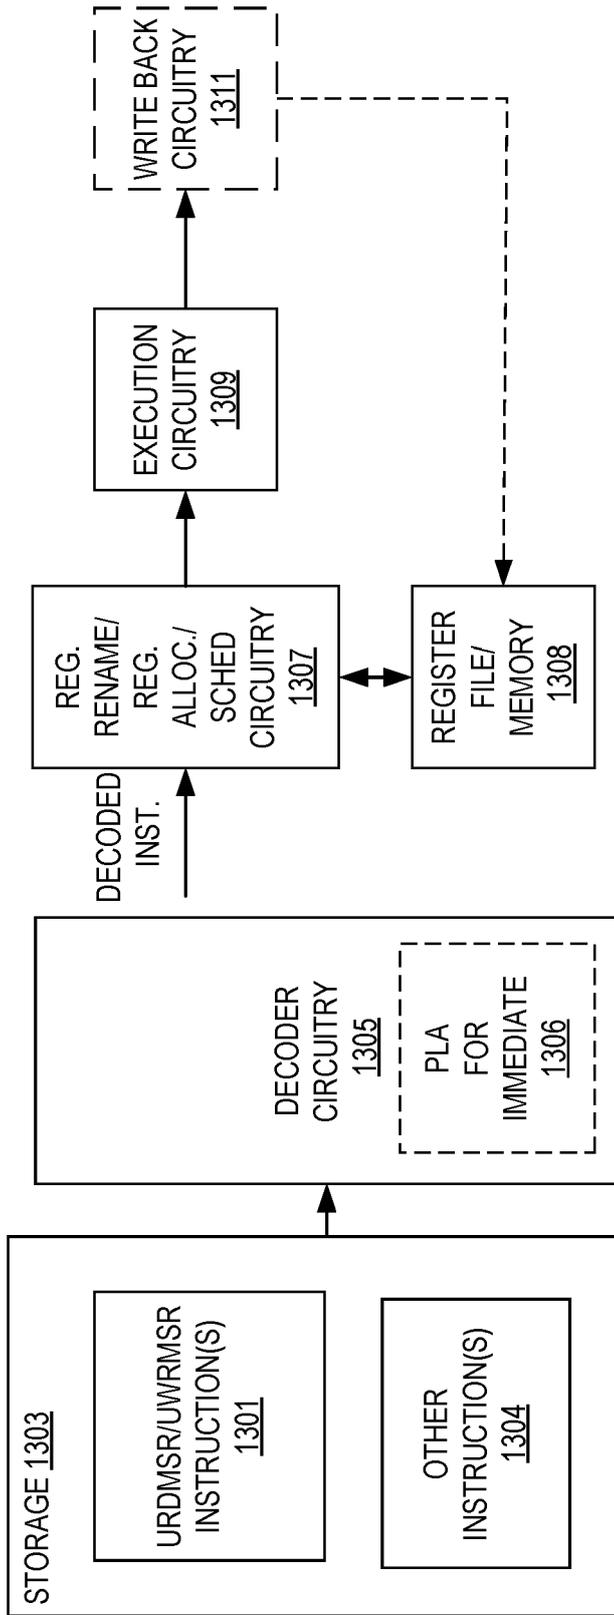 STORAGE 1303
URDMSR/UWRMSR
INSTRUCTION(S)
1301
OTHER
INSTRUCTION(S)
1304
DECODER
CIRCUITRY
1305
PLA
FOR
IMMEDIATE
1306
DECODED
INST.
REG.
RENAME/
REG.
ALLOC./
SCHED
CIRCUITRY
1307
REGISTER
FILE/
MEMORY
1308
EXECUTION
CIRCUITRY
1309
WRITE BACK
CIRCUITRY
1311